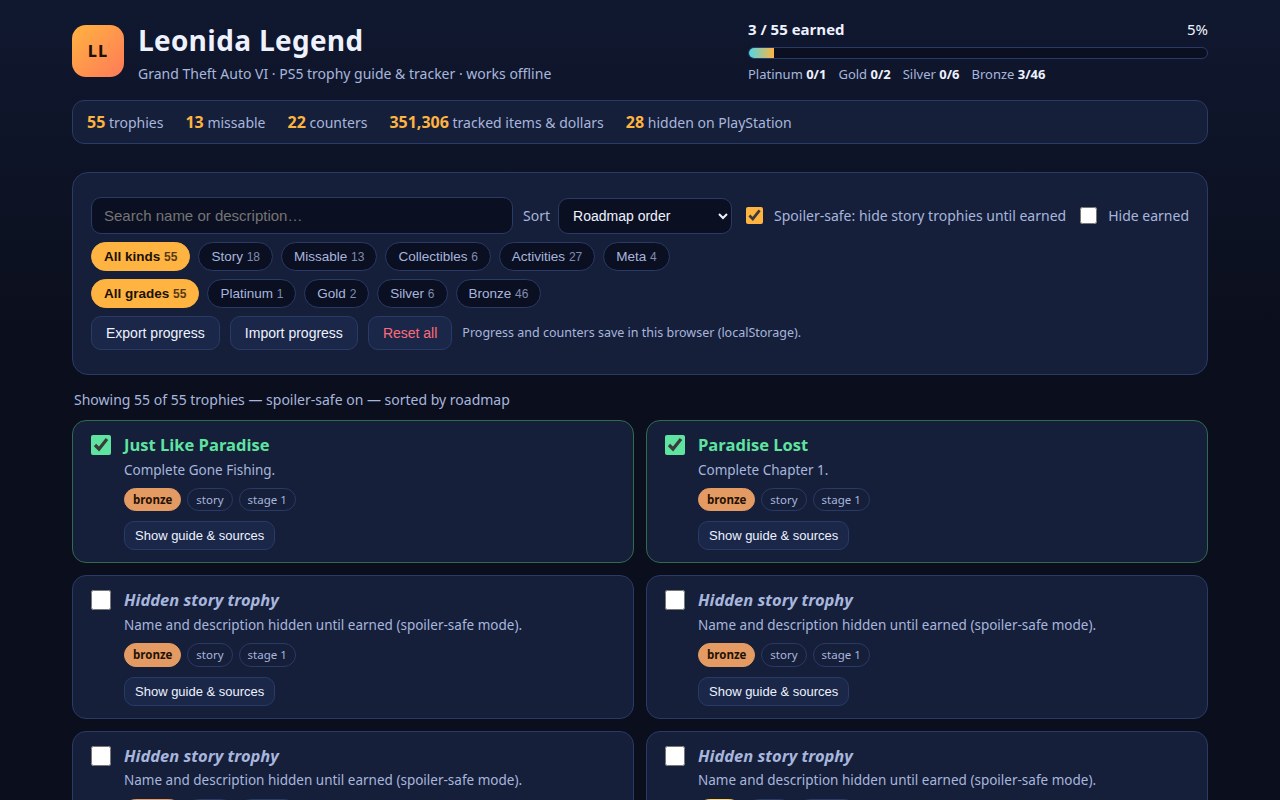 LL
Leonida Legend
Grand Theft Auto VI · PS5 trophy guide & tracker · works offline
3 / 55 earned 5%
Platinum 0/1 Gold 0/2 Silver 0/6 Bronze 3/46
55 trophies 13 missable 22 counters 351,306 tracked items & dollars 28 hidden on PlayStation
Search name or description… Sort Roadmap order Spoiler-safe: hide story trophies until earned Hide earned
All kinds 55 Story 18 Missable 13 Collectibles 6 Activities 27 Meta 4
All grades 55 Platinum 1 Gold 2 Silver 6 Bronze 46
Export progress Import progress Reset all Progress and counters save in this browser (localStorage).
Showing 55 of 55 trophies — spoiler-safe on — sorted by roadmap
Just Like Paradise
Complete Gone Fishing.
bronze story stage 1
Show guide & sources
Paradise Lost
Complete Chapter 1.
bronze story stage 1
Show guide & sources
Hidden story trophy
Name and description hidden until earned (spoiler-safe mode).
bronze story stage 1
Show guide & sources
Hidden story trophy
Name and description hidden until earned (spoiler-safe mode).
bronze story stage 1
Show guide & sources
Hidden story trophy
Name and description hidden until earned (spoiler-safe mode).
Hidden story trophy
Name and description hidden until earned (spoiler-safe mode).